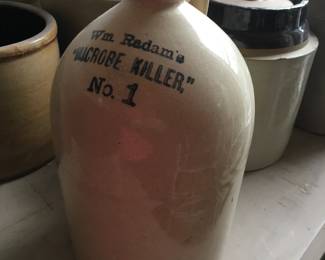 Wm Radam's
"MICROBE KILLER,"
No. 1